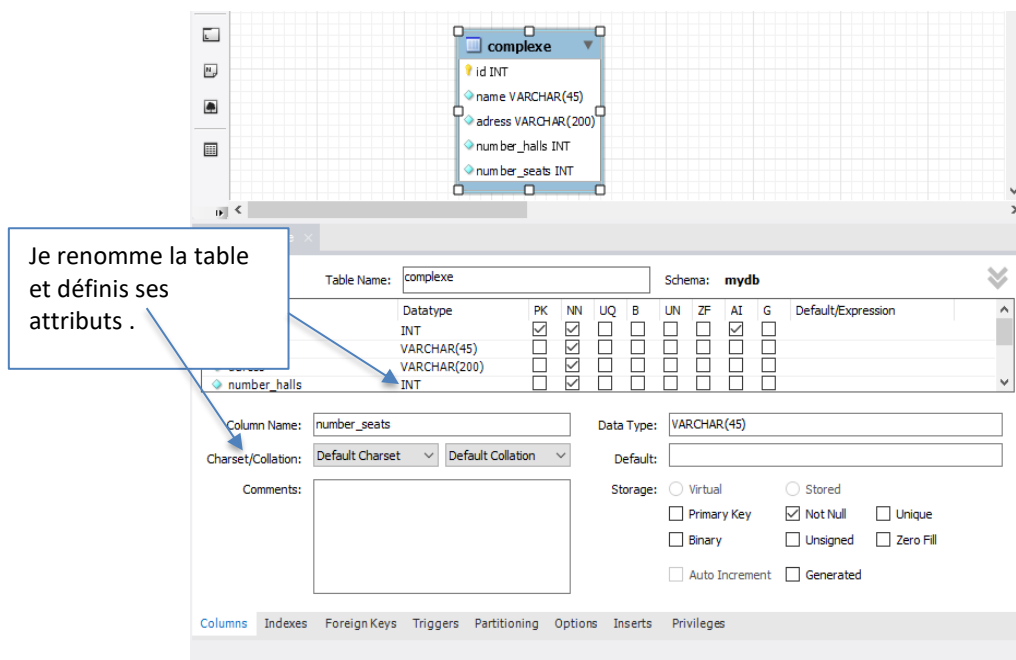 complexe
id INT
name VARCHAR(45)
adress VARCHAR(200)
number_halls INT
number_seats INT
Je renomme la table
et définis ses
attributs .
Table Name: complexe Schema: mydb
Datatype PK NN UQ B UN ZF AI G Default/Expression
INT
VARCHAR(45)
VARCHAR(200)
number_halls INT
Column Name: number_seats Data Type: VARCHAR(45)
Charset/Collation: Default Charset Default Collation Default:
Comments: Storage: Virtual Stored
Primary Key Not Null Unique
Binary Unsigned Zero Fill
Auto Increment Generated
Columns Indexes Foreign Keys Triggers Partitioning Options Inserts Privileges